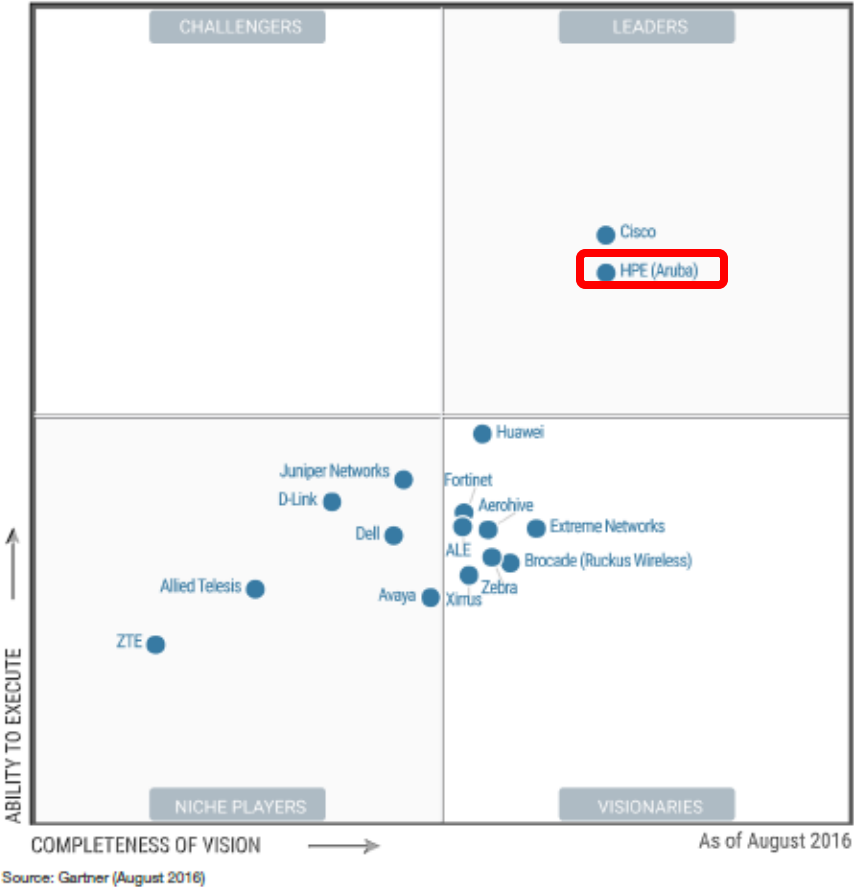 CHALLENGERS
LEADERS
Cisco
HPE (Aruba)
Huawei
Juniper Networks
Fortinet
D-Link
Aerohive
Extreme Networks
Dell
ALE
Brocade (Ruckus Wireless)
Allied Telesis
Zebra
Avaya
Xirrus
ZTE
ABILITY TO EXECUTE
NICHE PLAYERS
VISIONARIES
COMPLETENESS OF VISION
As of August 2016
Source: Gartner (August 2016)